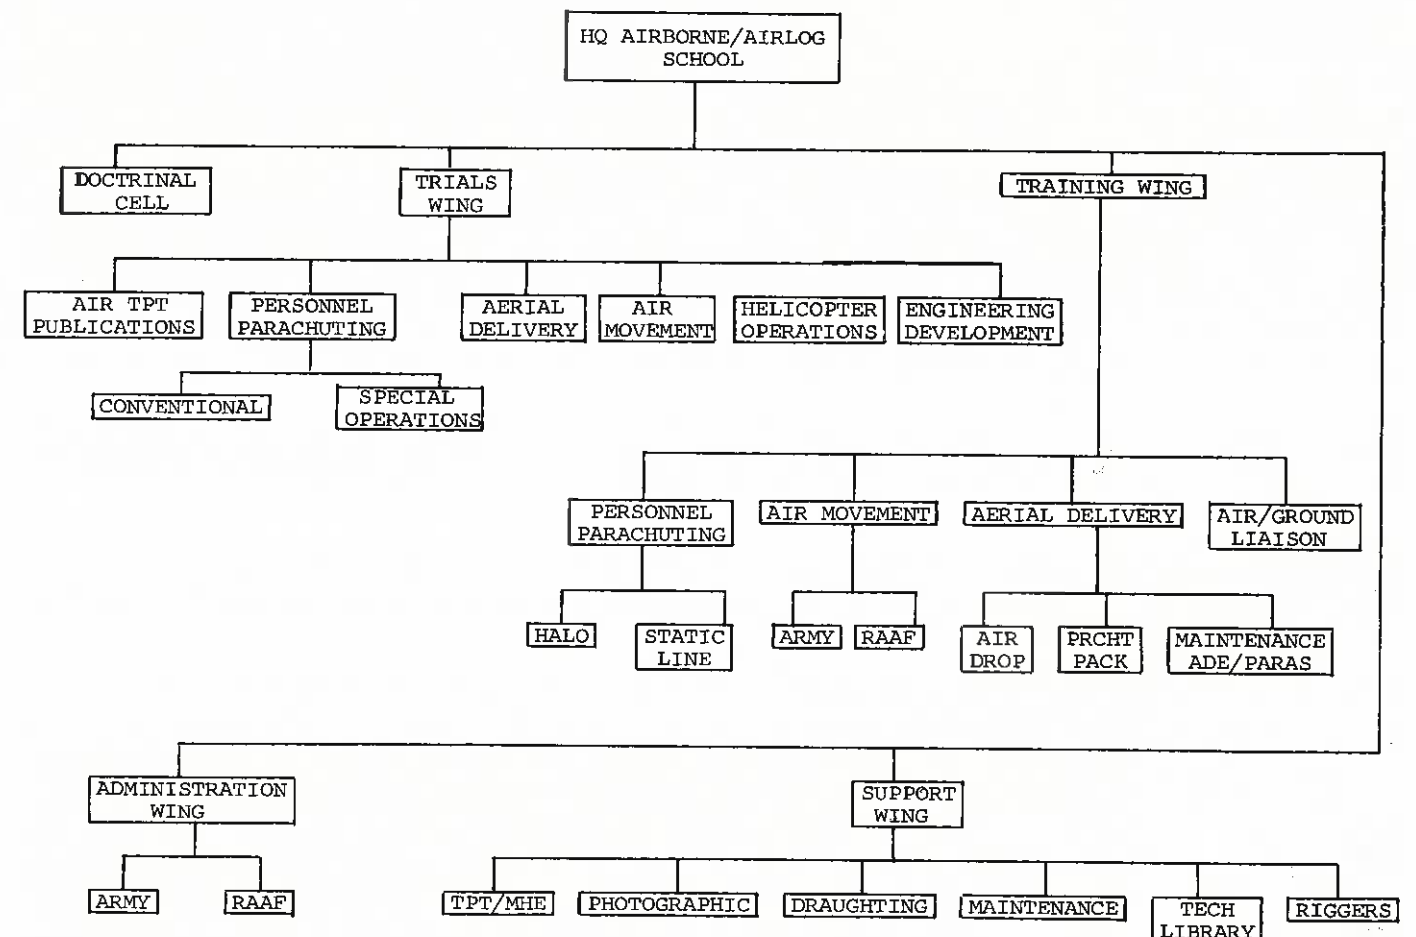 HQ AIRBORNE/AIRLOG
SCHOOL
DOCTRINAL
CELL
TRIALS
WING
TRAINING WING
AIR TPT
PUBLICATIONS
PERSONNEL
PARACHUTING
AERIAL
DELIVERY
AIR
MOVEMENT
HELICOPTER
OPERATIONS
ENGINEERING
DEVELOPMENT
CONVENTIONAL
SPECIAL
OPERATIONS
PERSONNEL
PARACHUTING
AIR MOVEMENT
AERIAL DELIVERY
AIR/GROUND
LIAISON
HALO
STATIC
LINE
ARMY
RAAF
AIR
DROP
PRCHT
PACK
MAINTENANCE
ADE/PARAS
ADMINISTRATION
WING
SUPPORT
WING
ARMY
RAAF
TPT/MHE
PHOTOGRAPHIC
DRAUGHTING
MAINTENANCE
TECH
LIBRARY
RIGGERS